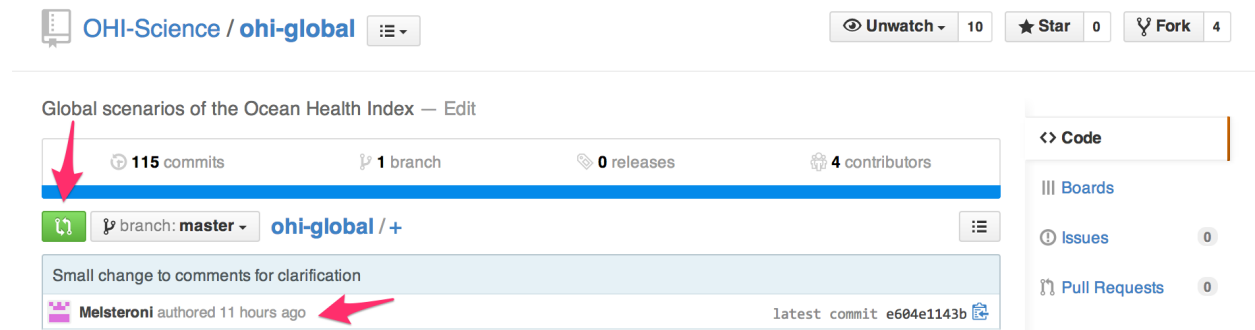 OHI-Science / ohi-global
Unwatch 10 Star 0 Fork 4
Global scenarios of the Ocean Health Index — Edit
115 commits 1 branch 0 releases 4 contributors
Code
Boards
branch: master ohi-global / +
Issues 0
Small change to comments for clarification
Pull Requests 0
Melsteroni authored 11 hours ago latest commit e604e1143b